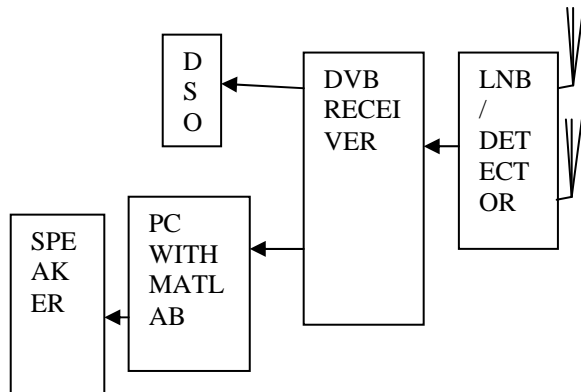 D
S
O
DVB
RECEI
VER
LNB
/
DET
ECT
OR
SPE
AK
ER
PC
WITH
MATL
AB